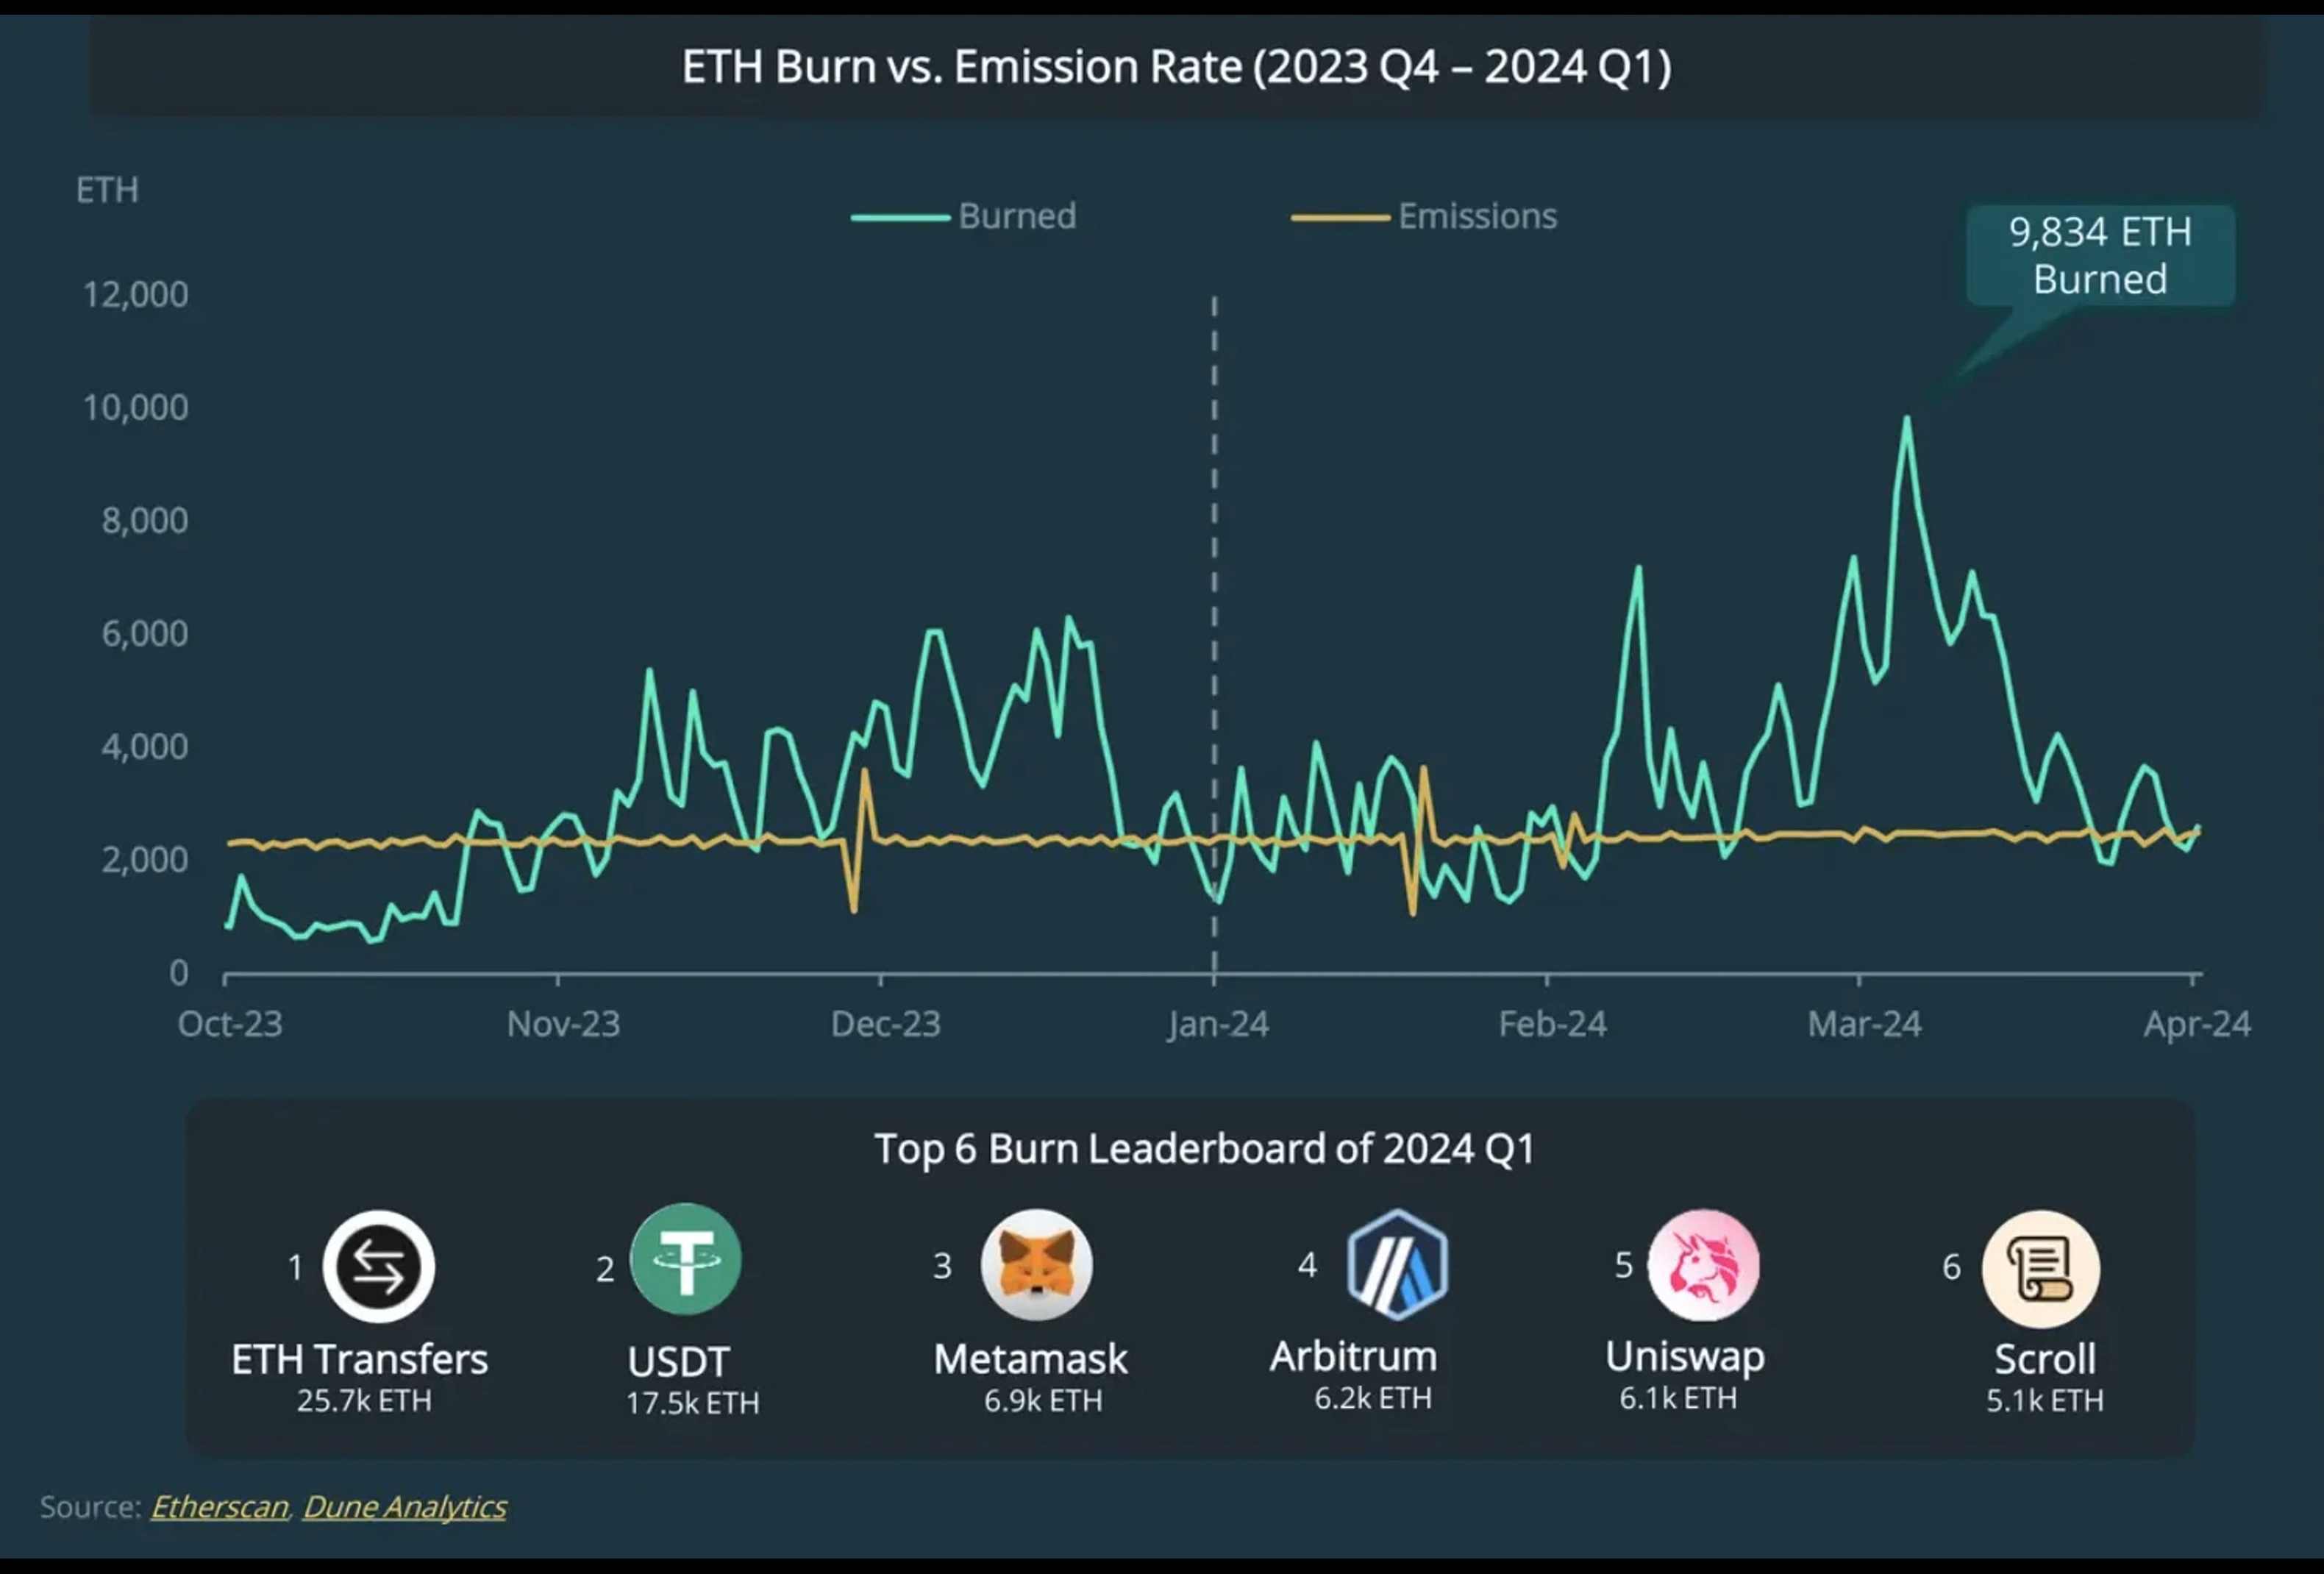 ETH Burn vs. Emission Rate (2023 Q4 – 2024 Q1)
ETH
Burned
Emissions
9,834 ETH
Burned
12,000
10,000
8,000
6,000
4,000
2,000
0
Oct-23
Nov-23
Dec-23
Jan-24
Feb-24
Mar-24
Apr-24
Top 6 Burn Leaderboard of 2024 Q1
1
ETH Transfers
25.7k ETH
2
USDT
17.5k ETH
3
Metamask
6.9k ETH
4
Arbitrum
6.2k ETH
5
Uniswap
6.1k ETH
6
Scroll
5.1k ETH
Source: Etherscan, Dune Analytics